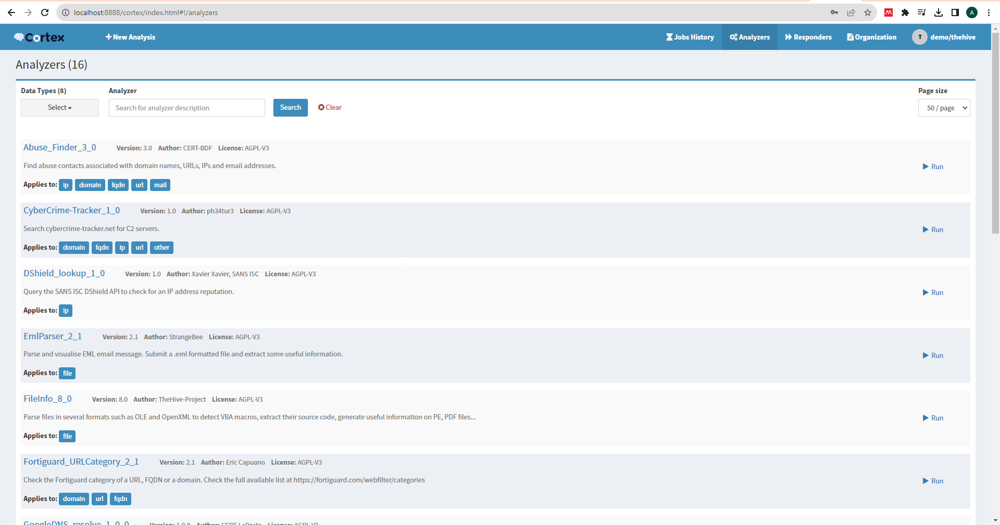 localhost:8888/cortex/index.html#!/analyzers
A
Cortex
New Analysis
Jobs History
Analyzers
Responders
Organization
T
demo/thehive
Analyzers (16)
Data Types (8)
Analyzer
Page size
Select
Search for analyzer description
Search
Clear
50 / page
Abuse_Finder_3_0 Version: 3.0 Author: CERT-BDF License: AGPL-V3
Find abuse contacts associated with domain names, URLs, IPs and email addresses.
Run
Applies to: ip domain fqdn url mail
CyberCrime-Tracker_1_0 Version: 1.0 Author: ph34tur3 License: AGPL-V3
Search cybercrime-tracker.net for C2 servers.
Run
Applies to: domain fqdn ip url other
DShield_lookup_1_0 Version: 1.0 Author: Xavier Xavier, SANS ISC License: AGPL-V3
Query the SANS ISC DShield API to check for an IP address reputation.
Run
Applies to: ip
EmlParser_2_1 Version: 2.1 Author: StrangeBee License: AGPL-V3
Parse and visualise EML email message. Submit a .eml formatted file and extract some useful information.
Run
Applies to: file
FileInfo_8_0 Version: 8.0 Author: TheHive-Project License: AGPL-V3
Parse files in several formats such as OLE and OpenXML to detect VBA macros, extract their source code, generate useful information on PE, PDF files...
Run
Applies to: file
Fortiguard_URLCategory_2_1 Version: 2.1 Author: Eric Capuano License: AGPL-V3
Check the Fortiguard category of a URL, FQDN or a domain. Check the full available list at https://fortiguard.com/webfilter/categories
Run
Applies to: domain url fqdn
GoogleDNS_resolve_1_0_0 Version: 1.0.0 Author: CERT-LaPoste License: AGPL-V3